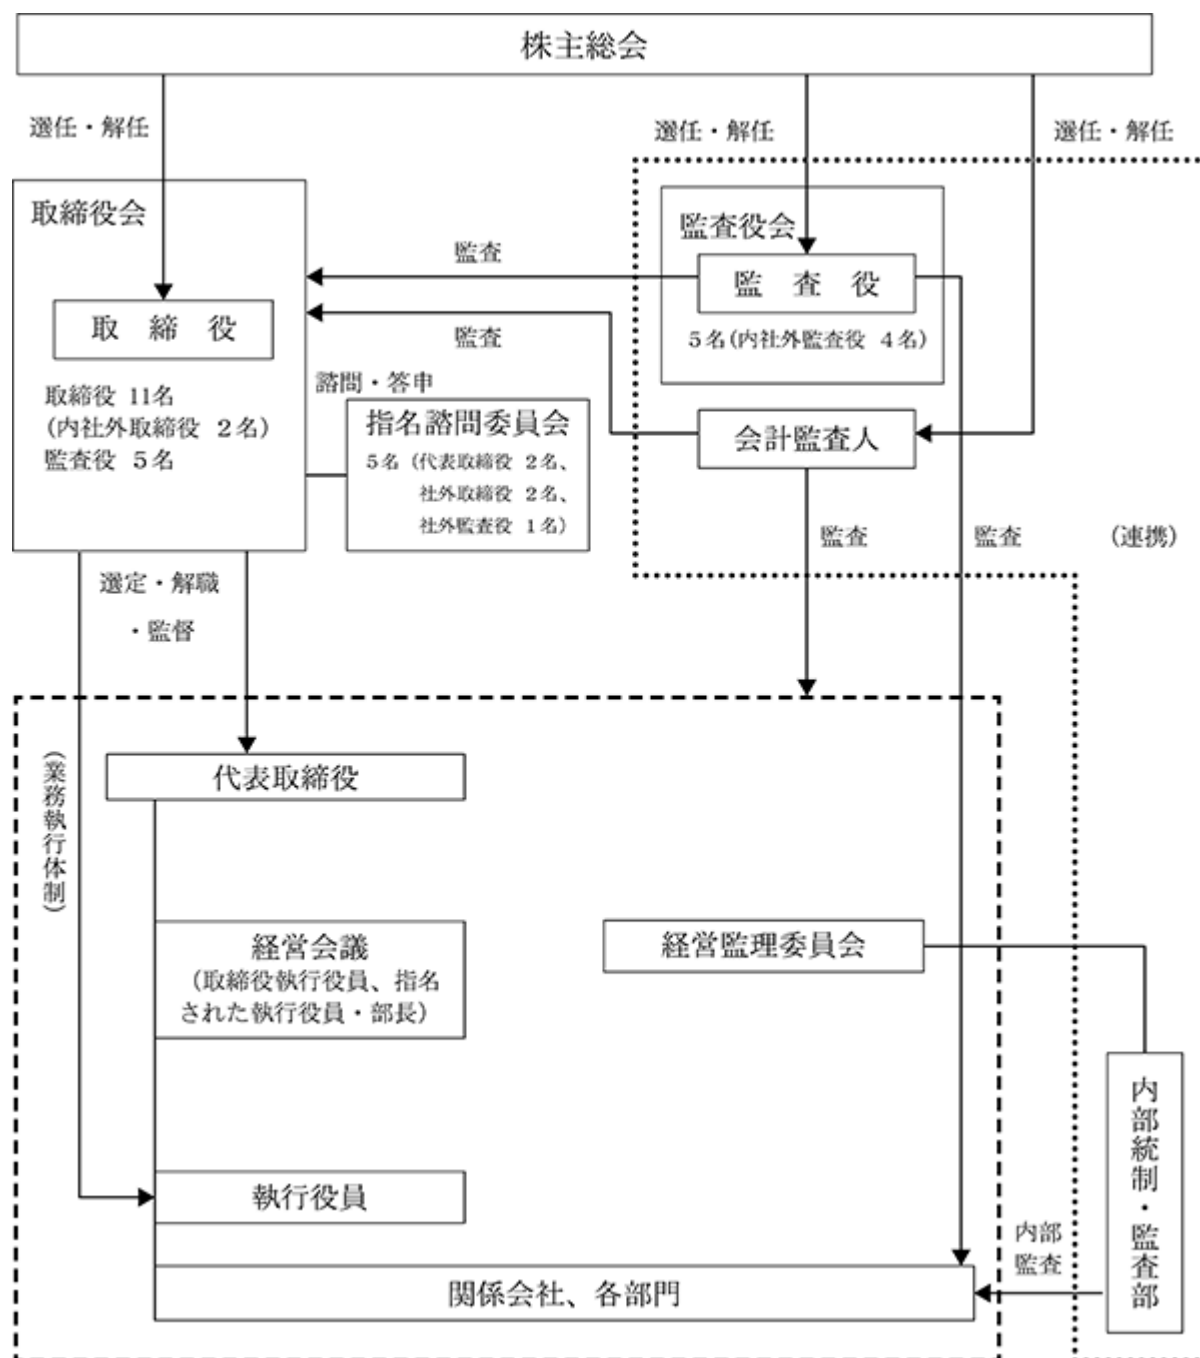 株主総会
選任・解任
選任・解任
選任・解任
取締役会
監査役会
監査
監 査 役
取 締 役
監査
5名(内社外監査役 4名)
諮問・答申
取締役 11名
(内社外取締役 2名)
監査役 5名
指名諮問委員会
5名(代表取締役 2名、
社外取締役 2名、
社外監査役 1名)
会計監査人
監査
監査
(連携)
選定・解職
・監督
(業務執行体制)
代表取締役
経営会議
(取締役執行役員、指名
された執行役員・部長)
経営監理委員会
内部統制・監査部
執行役員
内部
監査
関係会社、各部門